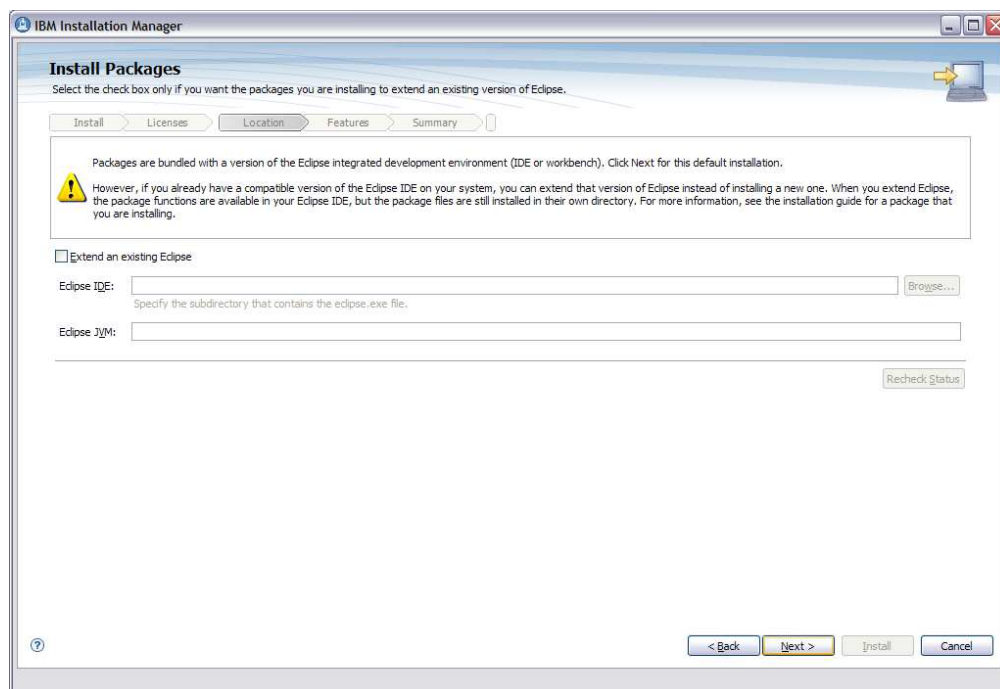 IBM Installation Manager
Install Packages
Select the check box only if you want the packages you are installing to extend an existing version of Eclipse.
Install
Licenses
Location
Features
Summary
Packages are bundled with a version of the Eclipse integrated development environment (IDE or workbench). Click Next for this default installation.
However, if you already have a compatible version of the Eclipse IDE on your system, you can extend that version of Eclipse instead of installing a new one. When you extend Eclipse,
the package functions are available in your Eclipse IDE, but the package files are still installed in their own directory. For more information, see the installation guide for a package that
you are installing.
Extend an existing Eclipse
Eclipse IDE:
Browse...
Specify the subdirectory that contains the eclipse.exe file.
Eclipse JVM:
Recheck Status
?
< Back
Next >
Install
Cancel